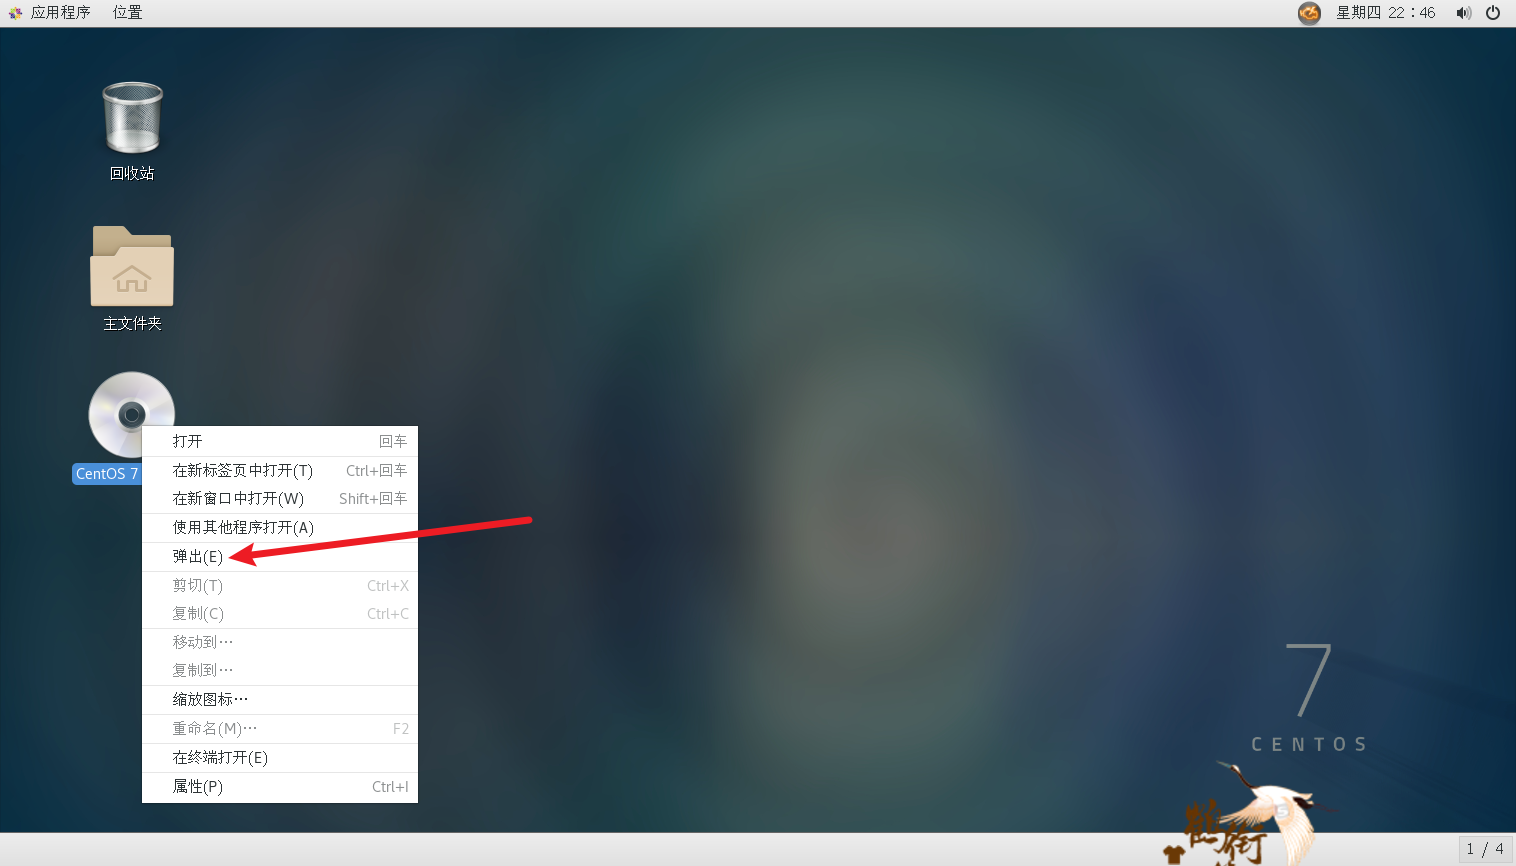 应用程序 位置 星期四 22：46
回收站
主文件夹
CentOS 7
打开 回车
在新标签页中打开(T) Ctrl+回车
在新窗口中打开(W) Shift+回车
使用其他程序打开(A)
弹出(E)
剪切(T) Ctrl+X
复制(C) Ctrl+C
移动到…
复制到…
缩放图标…
重命名(M)… F2
在终端打开(E)
属性(P) Ctrl+I
7
CENTOS
1 / 4